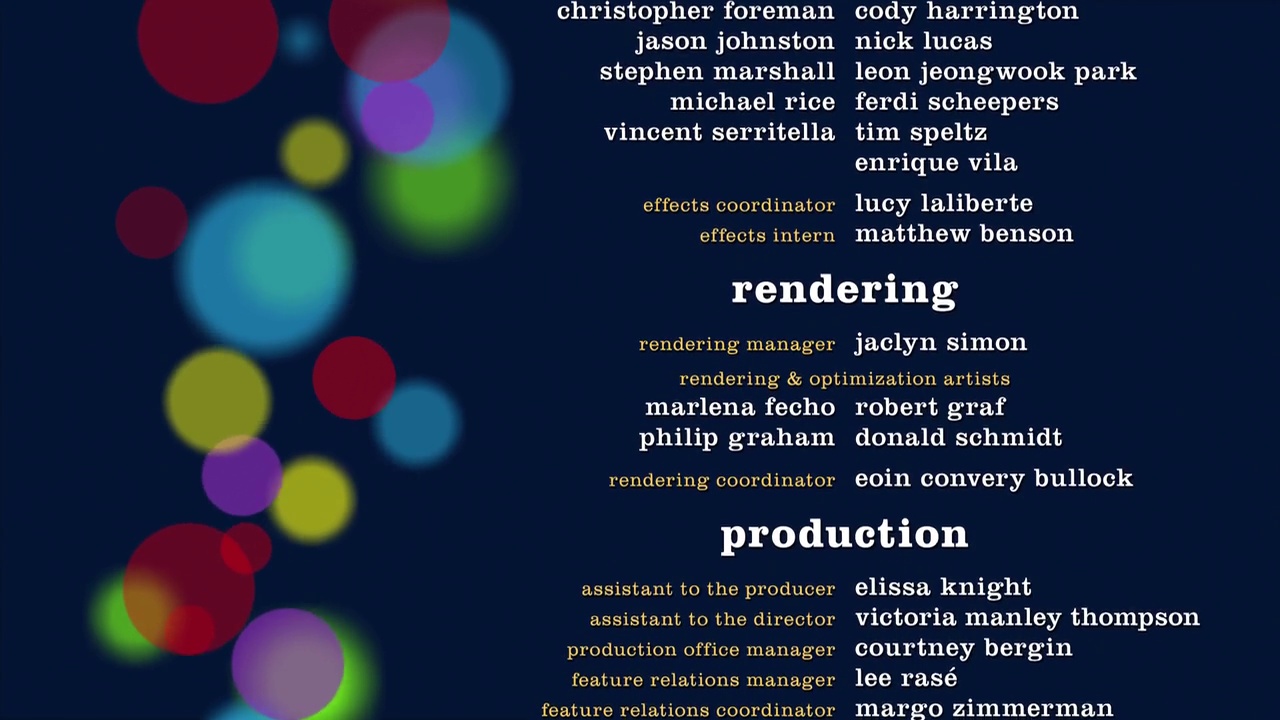 christopher foreman cody harrington
jason johnston nick lucas
stephen marshall leon jeongwook park
michael rice ferdi scheepers
vincent serritella tim speltz
enrique vila
effects coordinator lucy laliberte
effects intern matthew benson
rendering
rendering manager jaclyn simon
rendering & optimization artists
marlena fecho robert graf
philip graham donald schmidt
rendering coordinator eoin convery bullock
production
assistant to the producer elissa knight
assistant to the director victoria manley thompson
production office manager courtney bergin
feature relations manager lee rasé
feature relations coordinator margo zimmerman